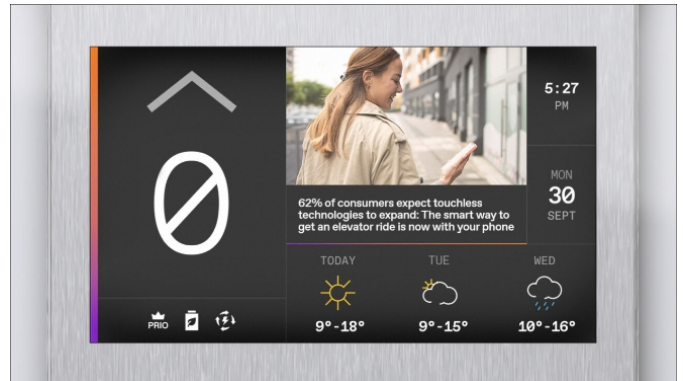 0
PRIO
62% of consumers expect touchless
technologies to expand: The smart way to
get an elevator ride is now with your phone
5:27
PM
MON
30
SEPT
TODAY
TUE
WED
9°-18°
9°-15°
10°-16°